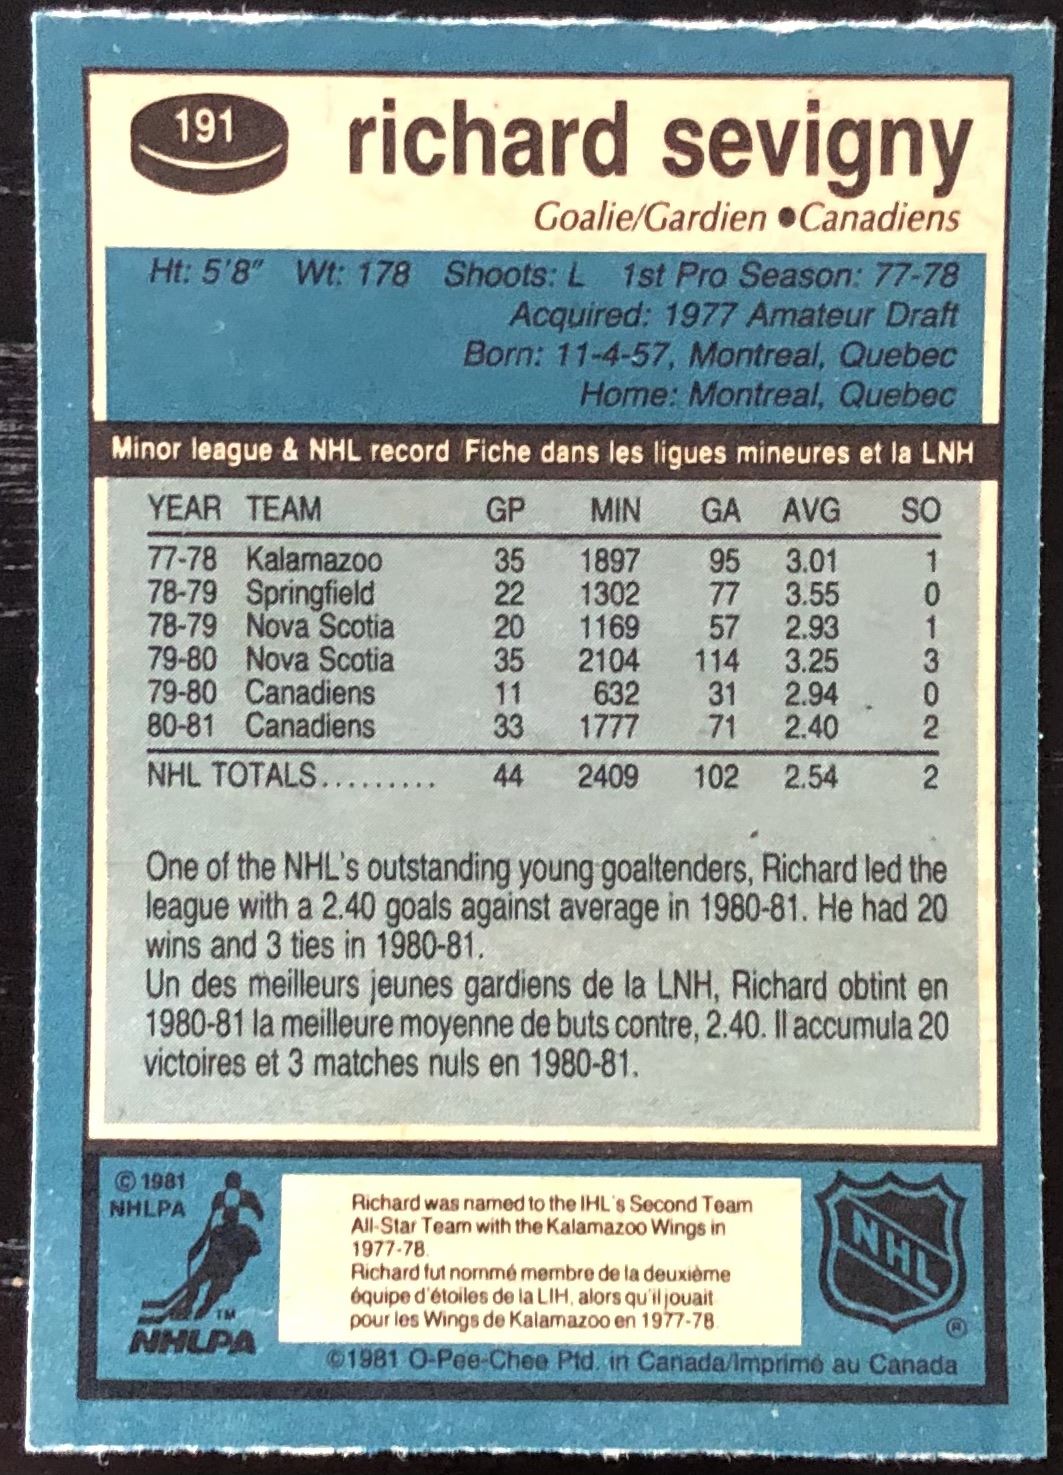 191
richard sevigny
Goalie/Gardien ●Canadiens
Ht: 5'8" Wt: 178 Shoots: L 1st Pro Season: 77-78
Acquired: 1977 Amateur Draft
Born: 11-4-57, Montreal, Quebec
Home: Montreal, Quebec
Minor league & NHL record Fiche dans les ligues mineures et la LNH
YEAR TEAM GP MIN GA AVG SO
77-78 Kalamazoo 35 1897 95 3.01 1
78-79 Springfield 22 1302 77 3.55 0
78-79 Nova Scotia 20 1169 57 2.93 1
79-80 Nova Scotia 35 2104 114 3.25 3
79-80 Canadiens 11 632 31 2.94 0
80-81 Canadiens 33 1777 71 2.40 2
NHL TOTALS......... 44 2409 102 2.54 2
One of the NHL's outstanding young goaltenders, Richard led the
league with a 2.40 goals against average in 1980-81. He had 20
wins and 3 ties in 1980-81.
Un des meilleurs jeunes gardiens de la LNH, Richard obtint en
1980-81 la meilleure moyenne de buts contre, 2.40. Il accumula 20
victoires et 3 matches nuls en 1980-81.
© 1981
NHLPA
TM
NHLPA
Richard was named to the IHL's Second Team
All-Star Team with the Kalamazoo Wings in
1977-78.
Richard fut nommé membre de la deuxième
équipe d'étoiles de la LIH, alors qu'il jouait
pour les Wings de Kalamazoo en 1977-78.
NHL
®
©1981 O-Pee-Chee Ptd. in Canada/Imprimé au Canada